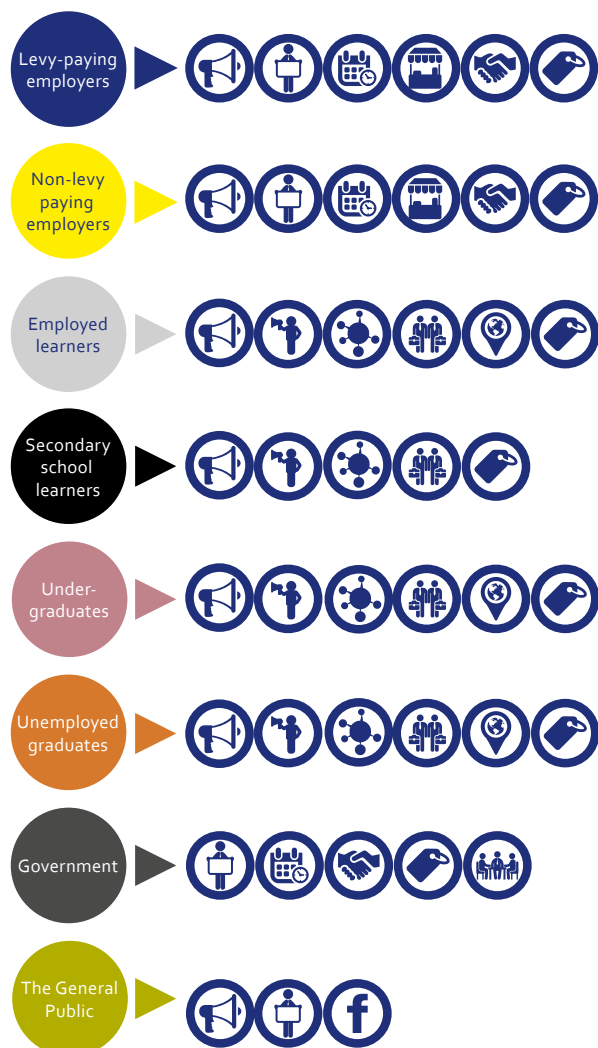 Levy-paying
employers
Non-levy
paying
employers
Employed
learners
Secondary
school
learners
Under-
graduates
Unemployed
graduates
Government
The General
Public